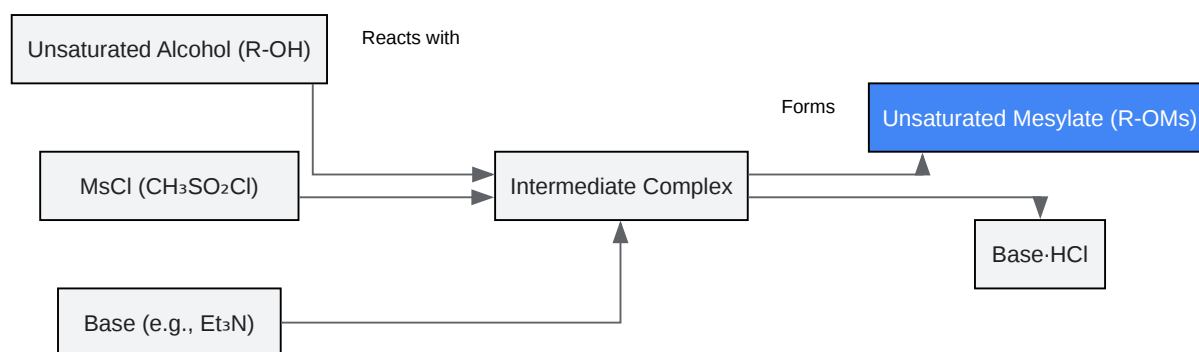 Unsaturated Alcohol (R-OH)
Reacts with
Forms
Unsaturated Mesylate (R-OMs)
MsCl (CH₃SO₂Cl)
Intermediate Complex
Base·HCl
Base (e.g., Et₃N)